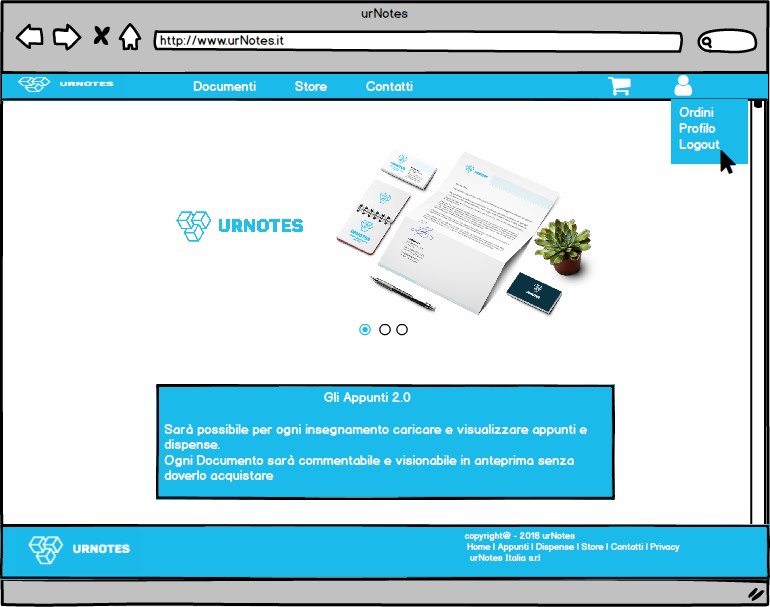 urNotes
http://www.urNotes.it
URNOTES
Documenti
Store
Contatti
Ordini
Profilo
Logout
URNOTES
URNOTES
Gli Appunti 2.0
Sarà possibile per ogni insegnamento caricare e visualizzare appunti e
dispense.
Ogni Documento sarà commentabile e visionabile in anteprima senza
doverlo acquistare
URNOTES
copyright@ - 2018 urNotes
Home | Appunti | Dispense | Store | Contatti | Privacy
urNotes Italia s.r.l